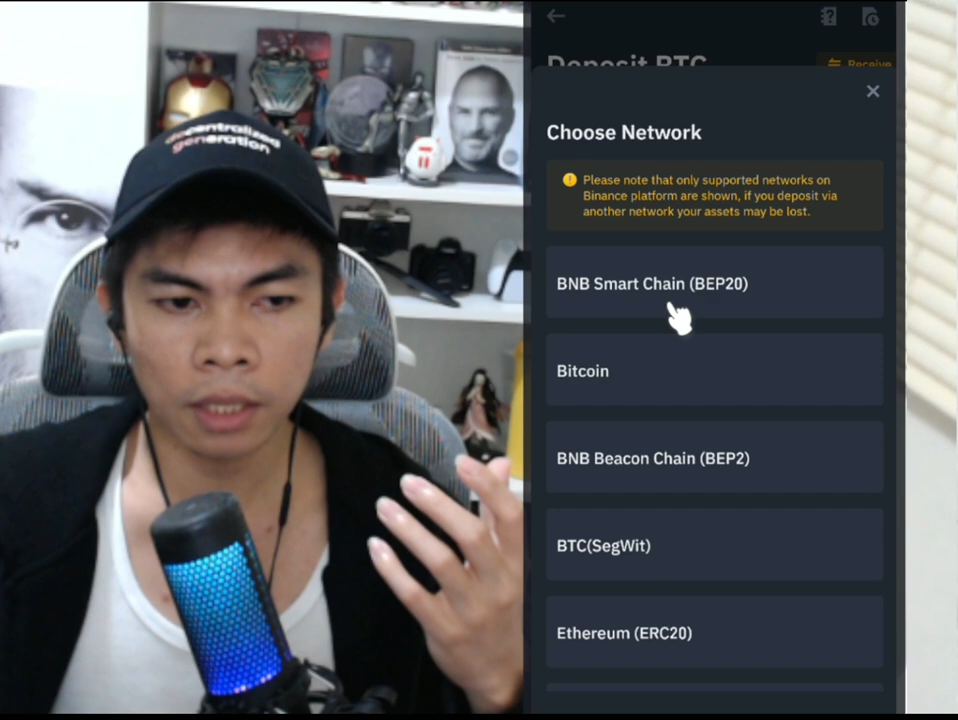 decentralized
generation
Deposit BTC
Receive
Choose Network
Please note that only supported networks on
Binance platform are shown, if you deposit via
another network your assets may be lost.
BNB Smart Chain (BEP20)
Bitcoin
BNB Beacon Chain (BEP2)
BTC(SegWit)
Ethereum (ERC20)